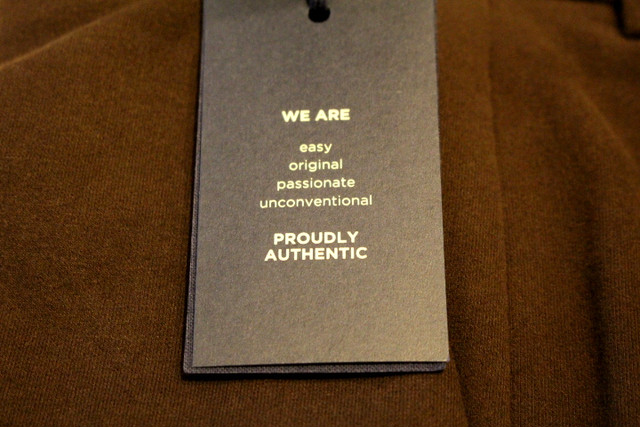 WE ARE
easy
original
passionate
unconventional
PROUDLY
AUTHENTIC